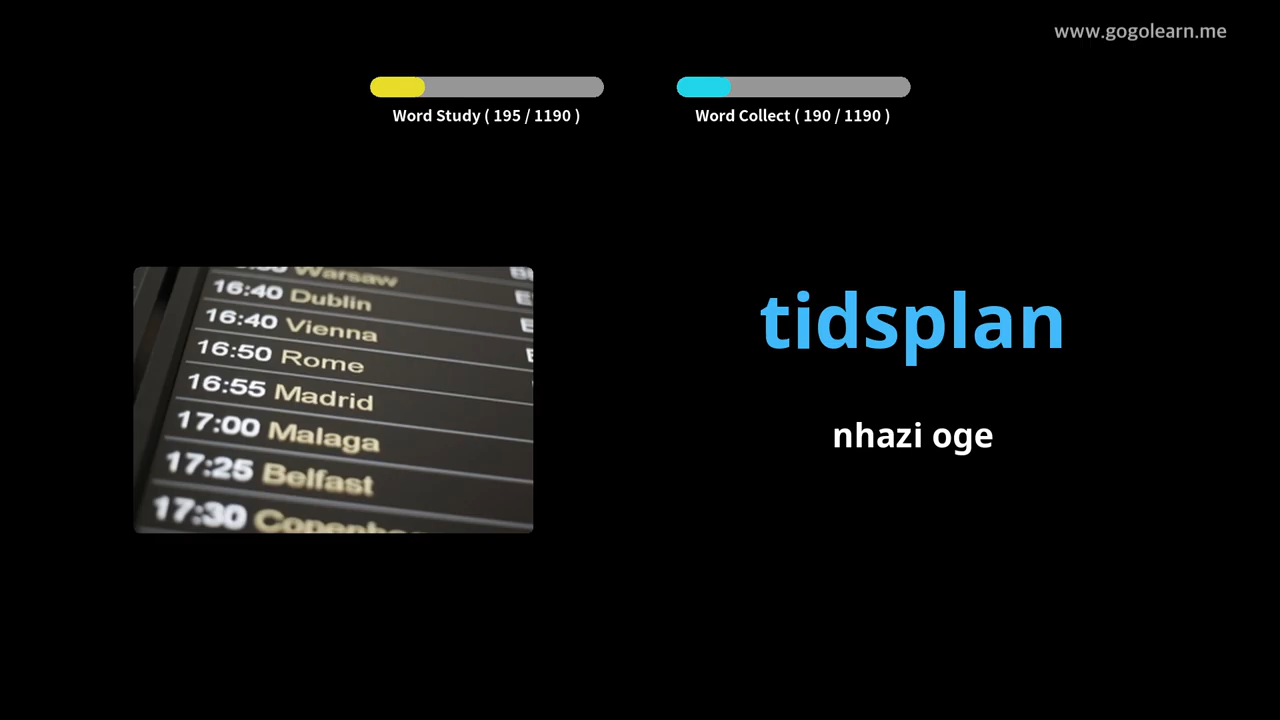 www.gogolearn.me
Word Study ( 195 / 1190 )
Word Collect ( 190 / 1190 )
Warsaw
16:40 Dublin
16:40 Vienna
16:50 Rome
16:55 Madrid
17:00 Malaga
17:25 Belfast
17:30
tidsplan
nhazi oge